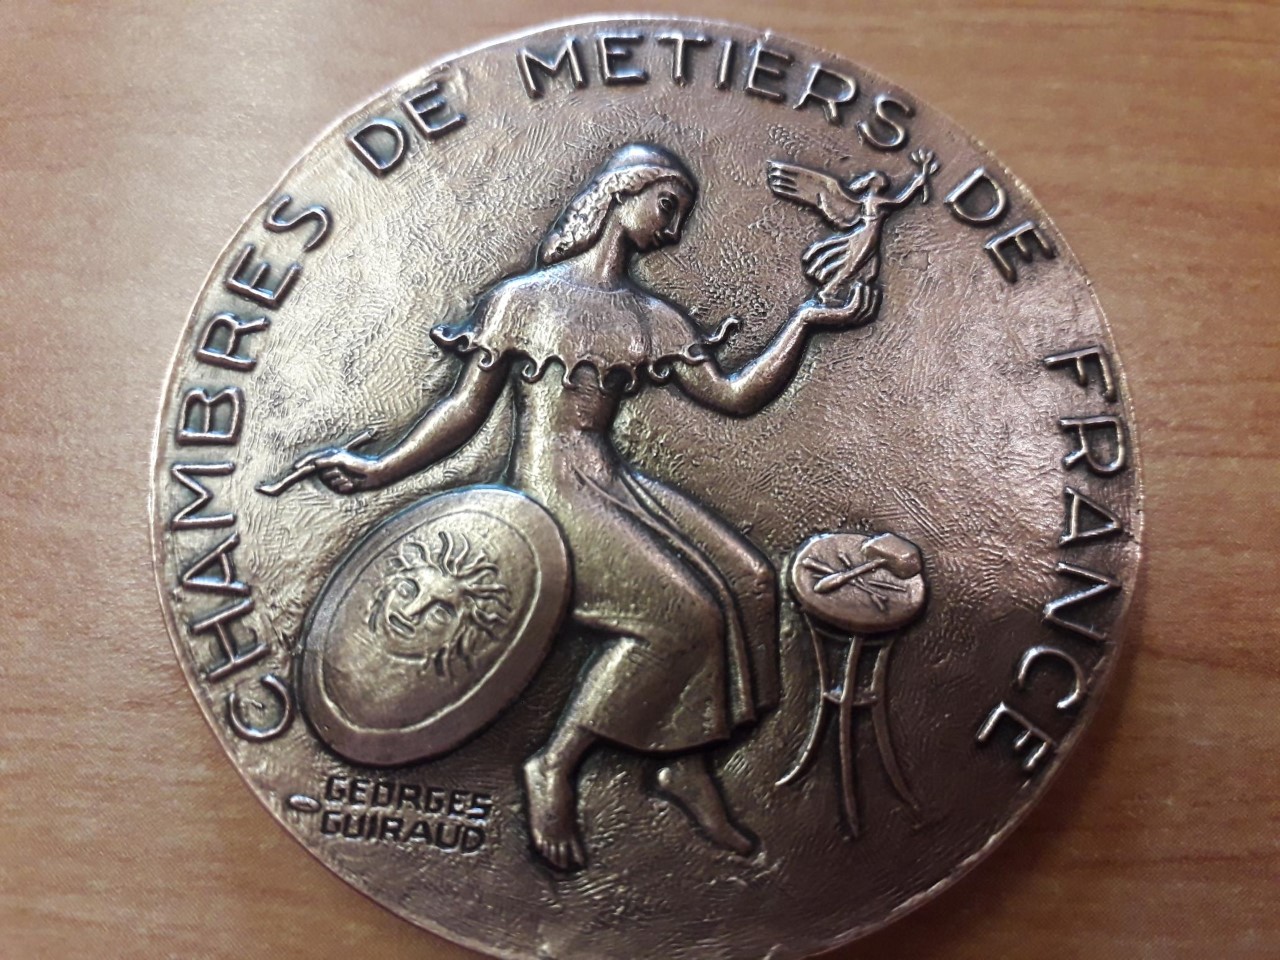 CHAMBRES DE METIERS DE FRANCE
GEORGES
GUIRAUD